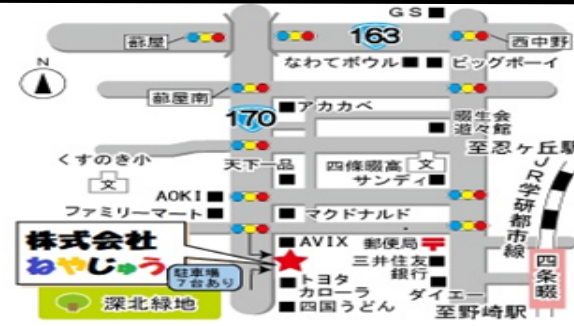 GS
163
蔀屋
西中野
なわてボウル
ビッグボーイ
N
蔀屋南
アカカベ
170
畷生会
遊々館
至忍ヶ丘駅
くすのき小
天下一品
四條畷高
文
文
サンディ
JR学研都市線
AOKI
ファミリーマート
マクドナルド
株式会社
ねやじゅう
AVIX
郵便局
〒
三井住友
銀行
四条畷
駐車場
7台あり
トヨタ
カローラ
ダイエー
深北緑地
四国うどん
至野崎駅